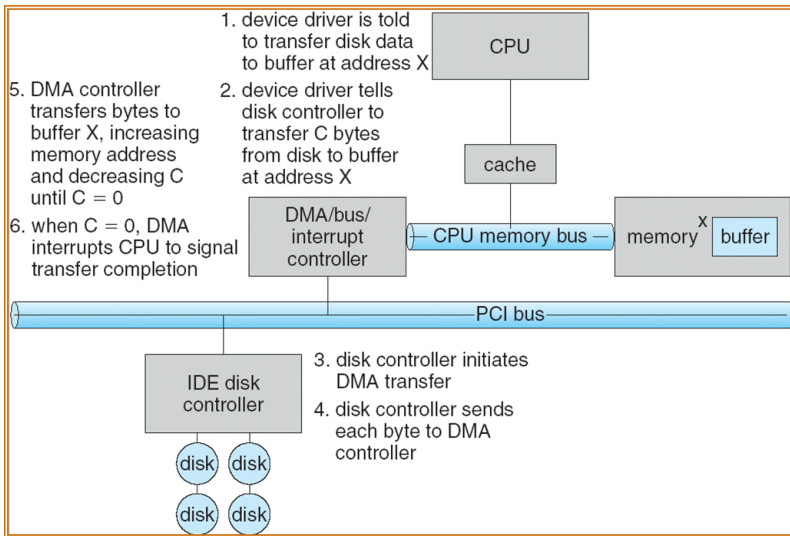 1. device driver is told
to transfer disk data
to buffer at address X
CPU
5. DMA controller
transfers bytes to
buffer X, increasing
memory address
and decreasing C
until C = 0
2. device driver tells
disk controller to
transfer C bytes
from disk to buffer
at address X
cache
6. when C = 0, DMA
interrupts CPU to signal
transfer completion
DMA/bus/
interrupt
controller
CPU memory bus
memory
X
buffer
PCI bus
IDE disk
controller
3. disk controller initiates
DMA transfer
4. disk controller sends
each byte to DMA
controller
disk
disk
disk
disk